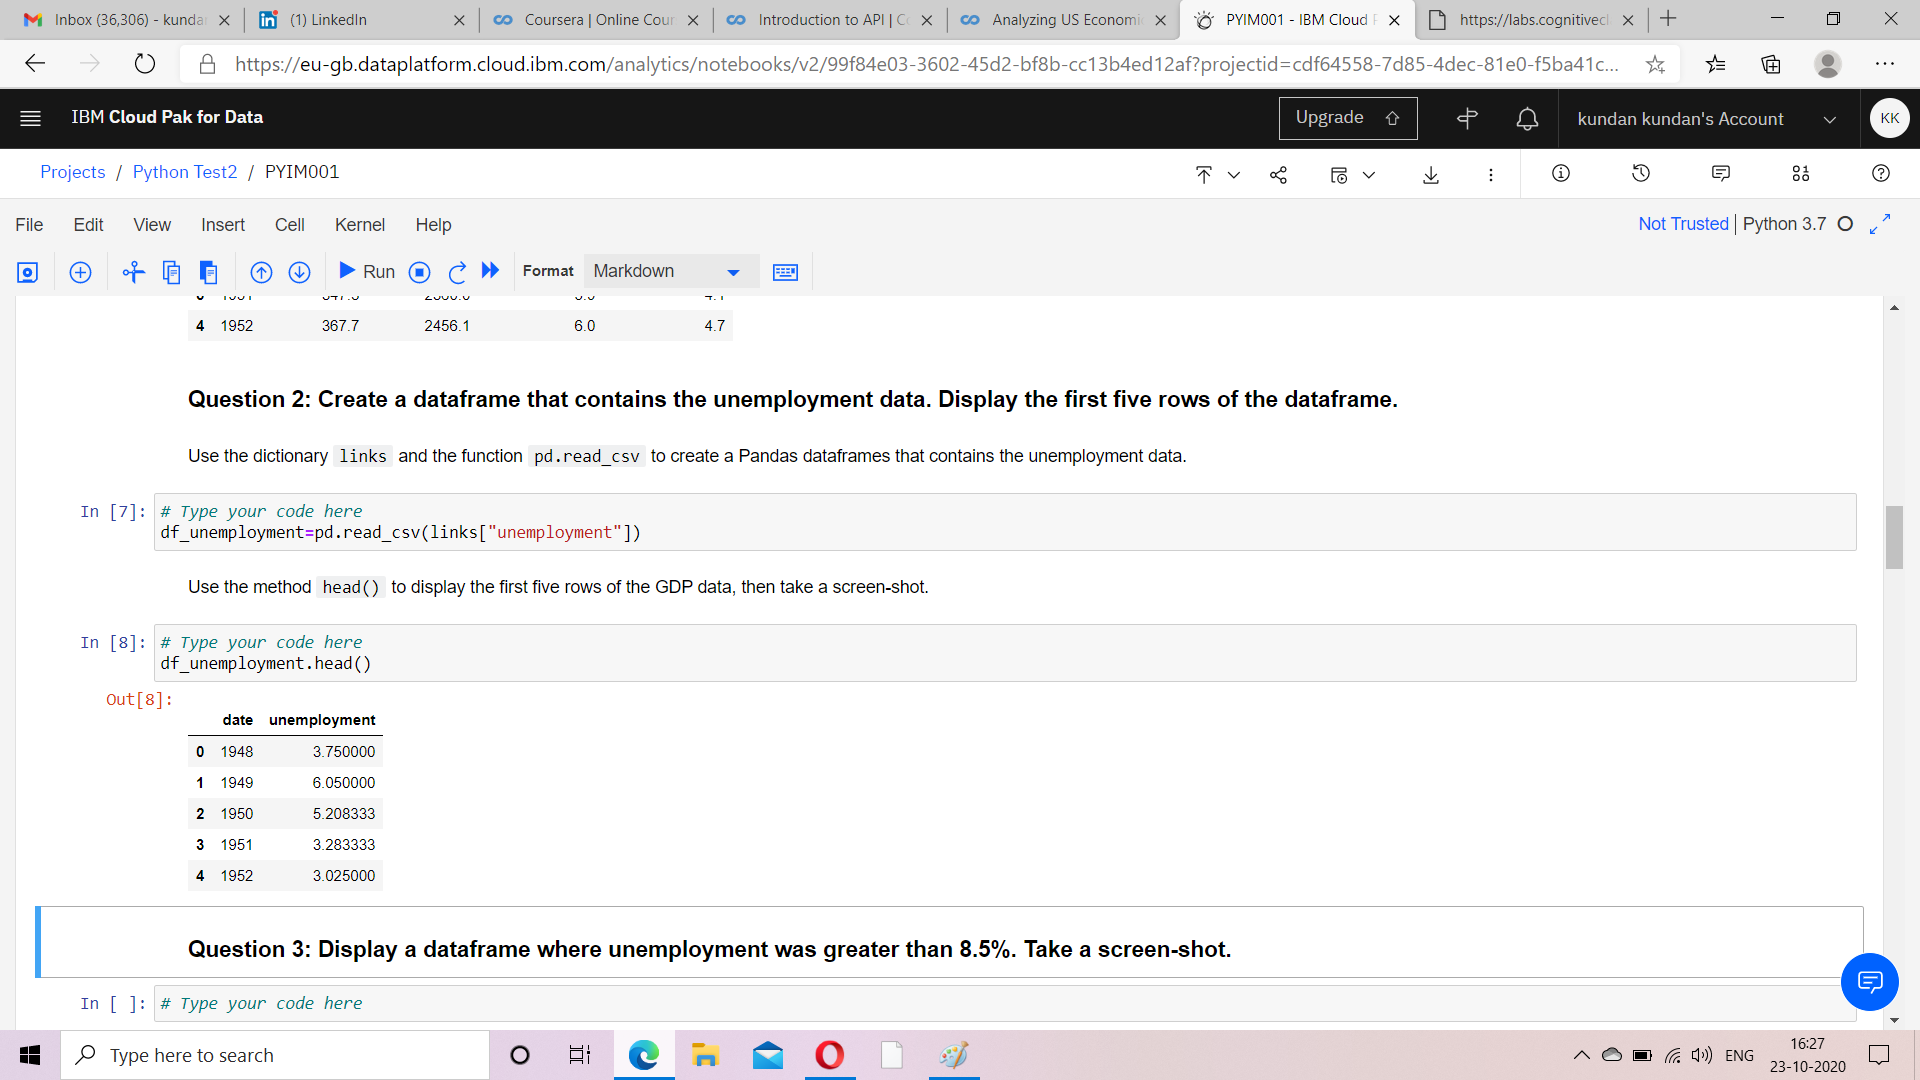 Inbox (36,306) - kunda
(1) LinkedIn
Coursera | Online Cour
Introduction to API | Co
Analyzing US Economi
PYIM001 - IBM Cloud P
https://labs.cognitivecl
https://eu-gb.dataplatform.cloud.ibm.com/analytics/notebooks/v2/99f84e03-3602-45d2-bf8b-cc13b4ed12af?projectid=cdf64558-7d85-4dec-81e0-f5ba41c...
IBM Cloud Pak for Data
Upgrade
kundan kundan's Account
KK
Projects / Python Test2 / PYIM001
File Edit View Insert Cell Kernel Help
Not Trusted | Python 3.7
Run
Format
Markdown
4 1952 367.7 2456.1 6.0 4.7
Question 2: Create a dataframe that contains the unemployment data. Display the first five rows of the dataframe.
Use the dictionary links and the function pd.read_csv to create a Pandas dataframes that contains the unemployment data.
In [7]: # Type your code here
df_unemployment=pd.read_csv(links["unemployment"])
Use the method head() to display the first five rows of the GDP data, then take a screen-shot.
In [8]: # Type your code here
df_unemployment.head()
Out[8]:
date unemployment
0 1948 3.750000
1 1949 6.050000
2 1950 5.208333
3 1951 3.283333
4 1952 3.025000
Question 3: Display a dataframe where unemployment was greater than 8.5%. Take a screen-shot.
In [ ]: # Type your code here
Type here to search
ENG
16:27
23-10-2020